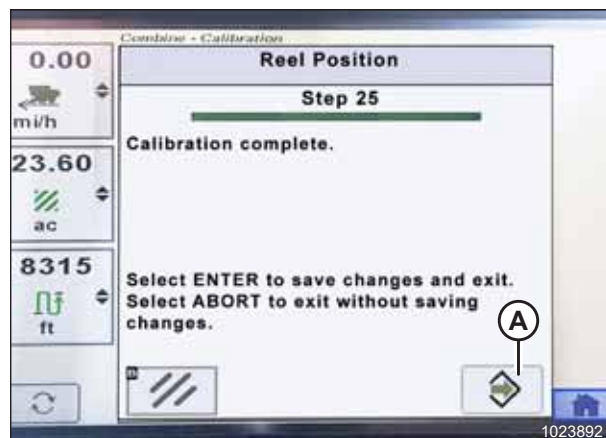 Combine - Calibration
0.00
mi/h
23.60
ac
8315
ft
Reel Position
Step 25
Calibration complete.
Select ENTER to save changes and exit.
Select ABORT to exit without saving
changes.
A
1023892